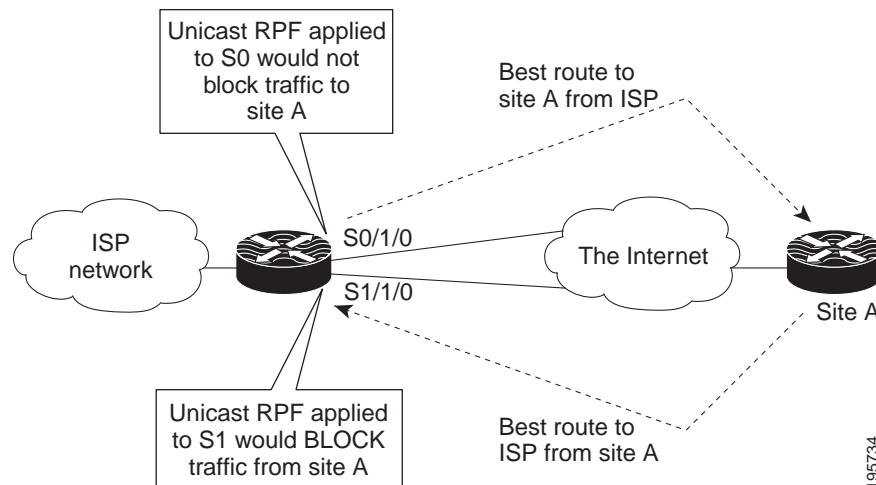 Unicast RPF applied
to S0 would not
block traffic to
site A
Best route to
site A from ISP
ISP
network
S0/1/0
S1/1/0
The Internet
Site A
Unicast RPF applied
to S1 would BLOCK
traffic from site A
Best route to
ISP from site A
195734